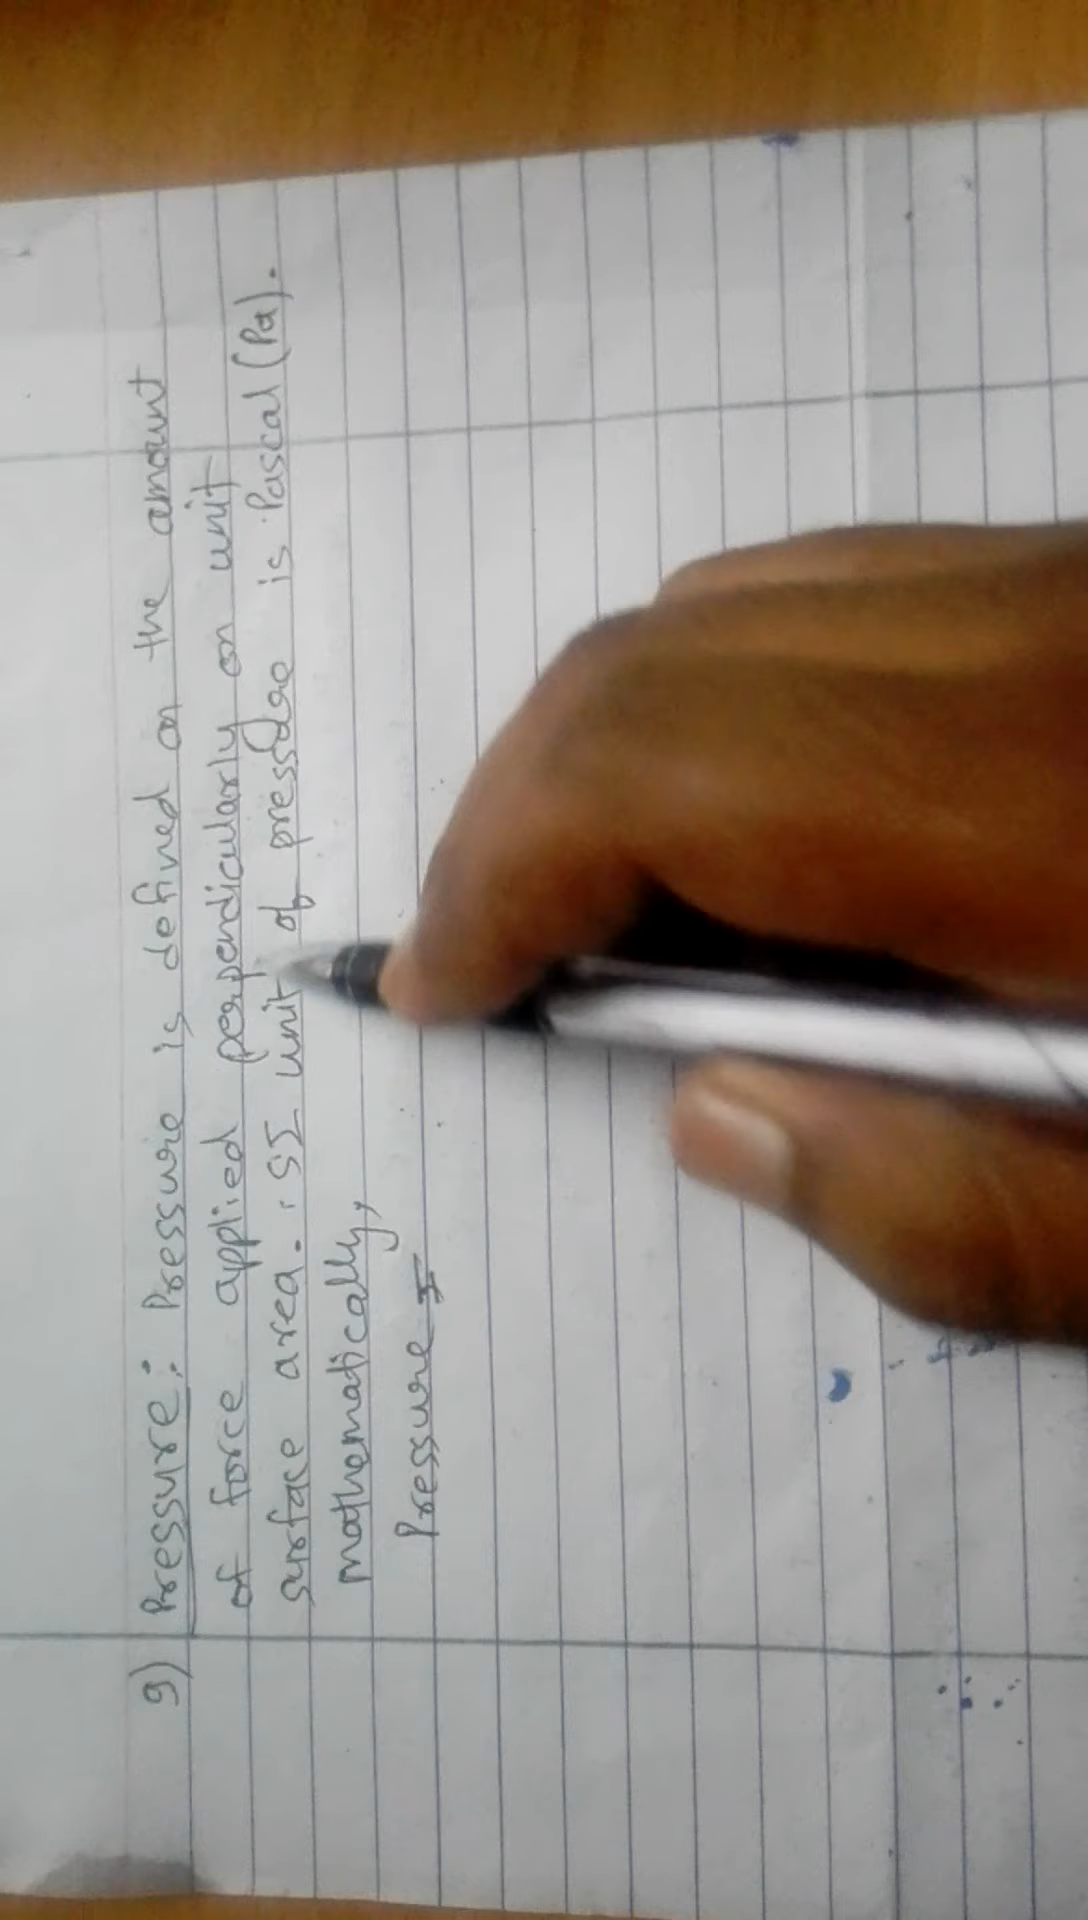 9) Pressure: Pressure is defined as the amount
of force applied perpendicularly on unit
surface area. SI unit of pressure is Pascal (Pa).
mathematically,
Pressure =